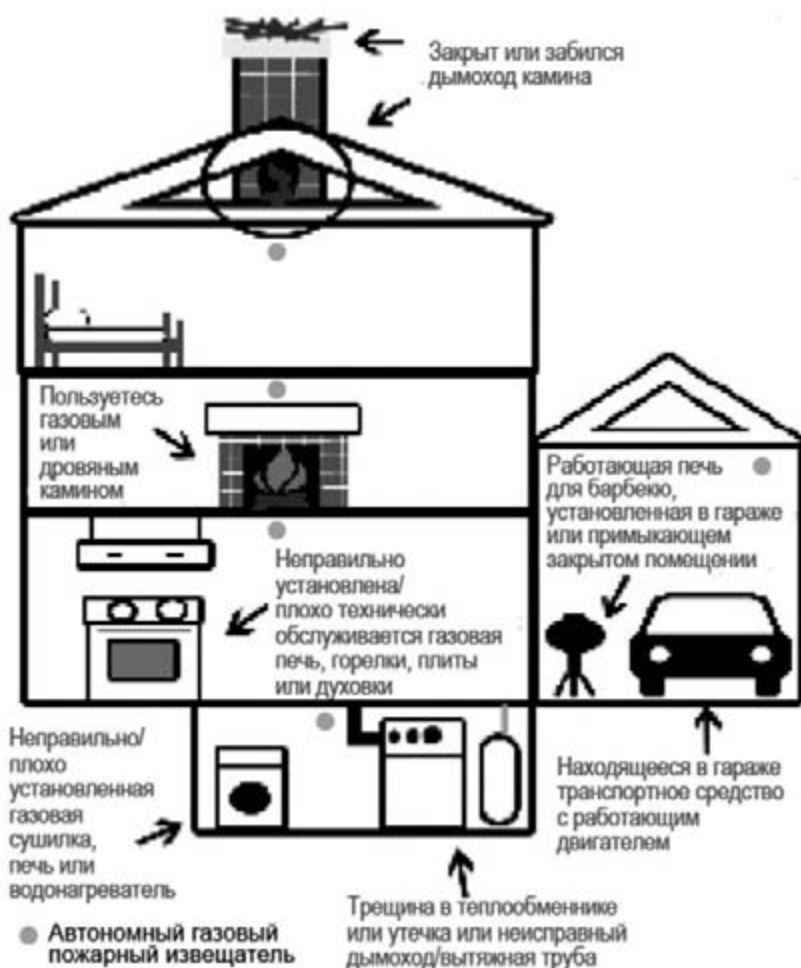 Закрыт или забился
дымоход камина
Пользуетесь
газовым
или
дровяным
камином
Работающая печь
для барбекю,
установленная в гараже
или примыкающем
закрытом помещении
Неправильно
установлена/
плохо технически
обслуживается газовая
печь, горелки, плиты
или духовки
Неправильно/
плохо
установленная
газовая
сушилка,
печь или
водонагреватель
Находящееся в гараже
транспортное средство
с работающим
двигателем
Трещина в теплообменнике
или утечка или неисправный
дымоход/вытяжная труба
Автономный газовый
пожарный извещатель